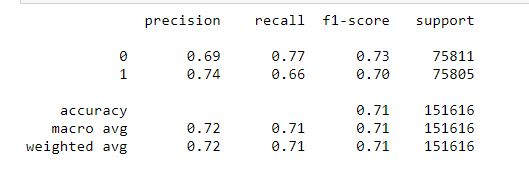 precision recall f1-score support
0 0.69 0.77 0.73 75811
1 0.74 0.66 0.70 75805
accuracy 0.71 151616
macro avg 0.72 0.71 0.71 151616
weighted avg 0.72 0.71 0.71 151616